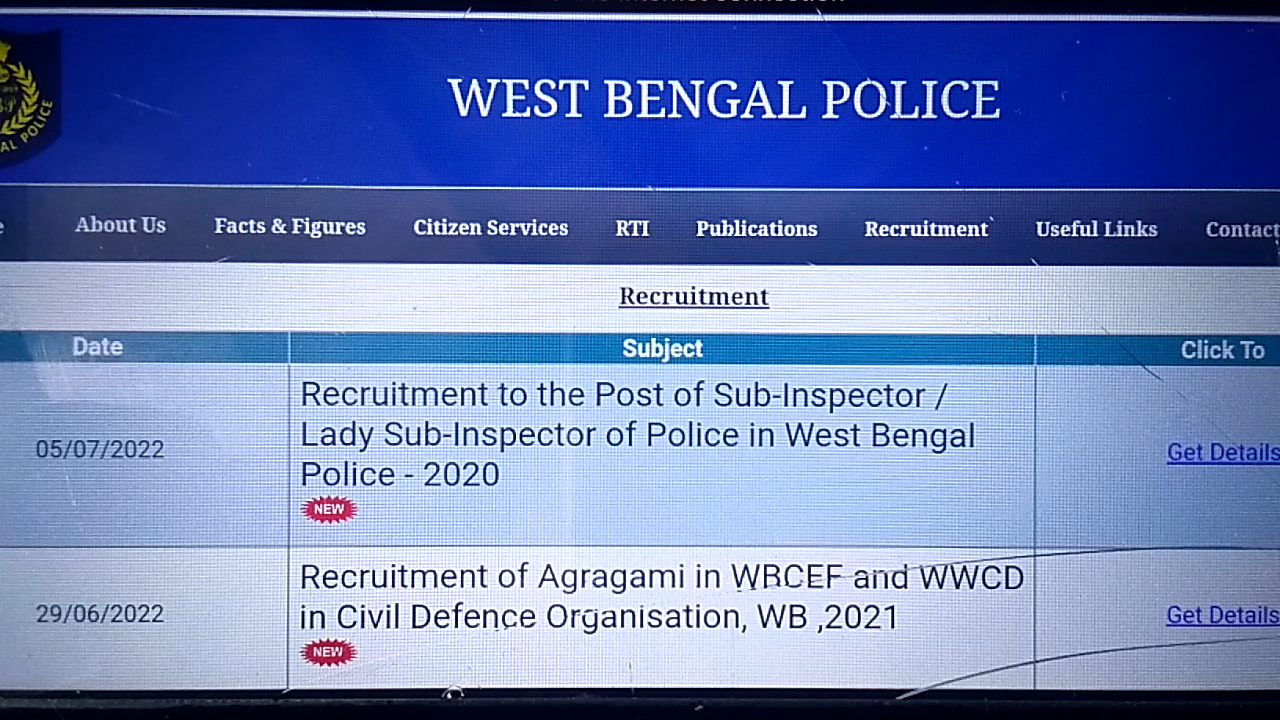 WEST BENGAL POLICE
AL POLICE
About Us Facts & Figures Citizen Services RTI Publications Recruitment Useful Links Contact
Recruitment
Date Subject Click To
Recruitment to the Post of Sub-Inspector /
Lady Sub-Inspector of Police in West Bengal
Police - 2020
05/07/2022 Get Details
NEW
Recruitment of Agragami in WBCEF and WWCD
in Civil Defence Organisation, WB ,2021
29/06/2022 Get Details
NEW